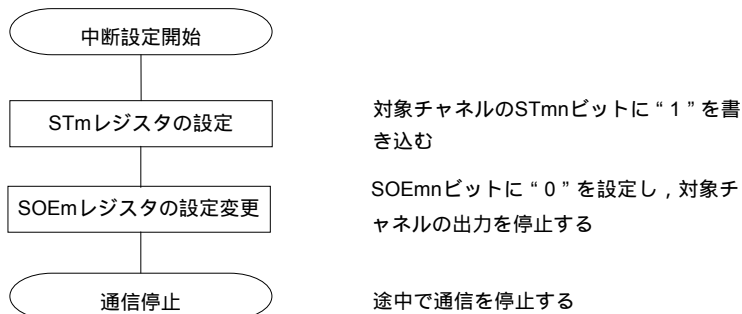 中断設定開始
STmレジスタの設定
対象チャネルのSTmnビットに“1”を書
き込む
SOEmレジスタの設定変更
SOEmnビットに“0”を設定し，対象チ
ャネルの出力を停止する
通信停止
途中で通信を停止する